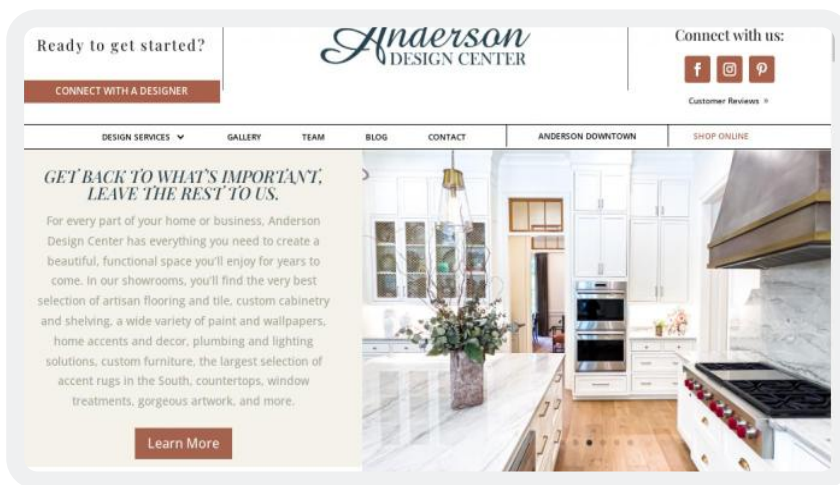 Ready to get started?
CONNECT WITH A DESIGNER
Anderson
DESIGN CENTER
Connect with us:
Customer Reviews »
DESIGN SERVICES
GALLERY
TEAM
BLOG
CONTACT
ANDERSON DOWNTOWN
SHOP ONLINE
GET BACK TO WHAT'S IMPORTANT,
LEAVE THE REST TO US.
For every part of your home or business, Anderson
Design Center has everything you need to create a
beautiful, functional space you'll enjoy for years to
come. In our showrooms, you'll find the very best
selection of artisan flooring and tile, custom cabinetry
and shelving, a wide variety of paint and wallpapers,
home accents and decor, plumbing and lighting
solutions, custom furniture, the largest selection of
accent rugs in the South, countertops, window
treatments, gorgeous artwork, and more.
Learn More